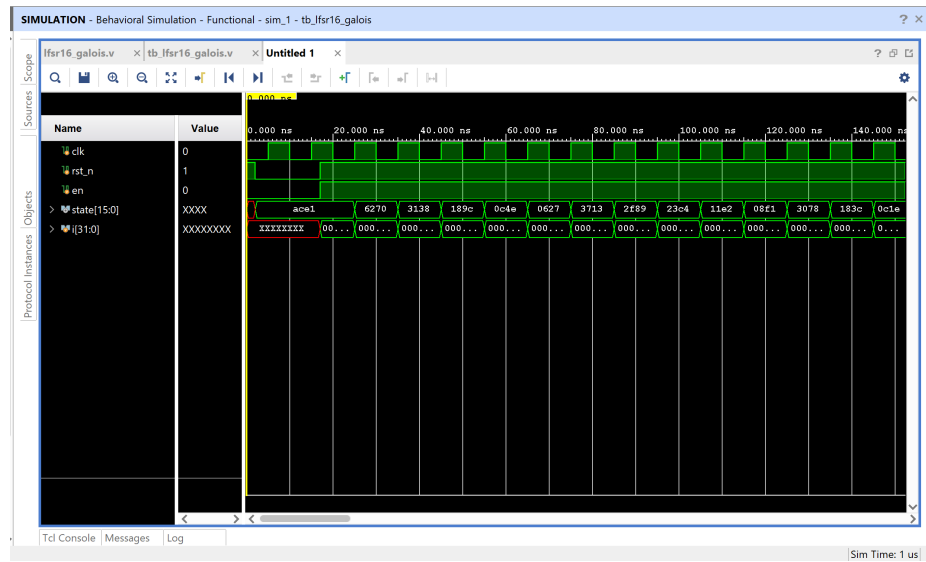 SIMULATION - Behavioral Simulation - Functional - sim_1 - tb_lfsr16_galois ? ×
lfsr16_galois.v × tb_lfsr16_galois.v × Untitled 1 × ?
Scope
Sources
Objects
Protocol Instances
0.000 ns
Name Value 0.000 ns 20.000 ns 40.000 ns 60.000 ns 80.000 ns 100.000 ns 120.000 ns 140.000 ns
clk 0
rst_n 1
en 0
state[15:0] XXXX ace1 6270 3138 189c 0c4e 0627 3713 2f89 23c4 11e2 08f1 3078 183c 0c1e
i[31:0] XXXXXXXX XXXXXXXX 00... 000... 000... 000... 000... 000... 000... 000... 000... 000... 000... 000... 0...
Tcl Console Messages Log
Sim Time: 1 us